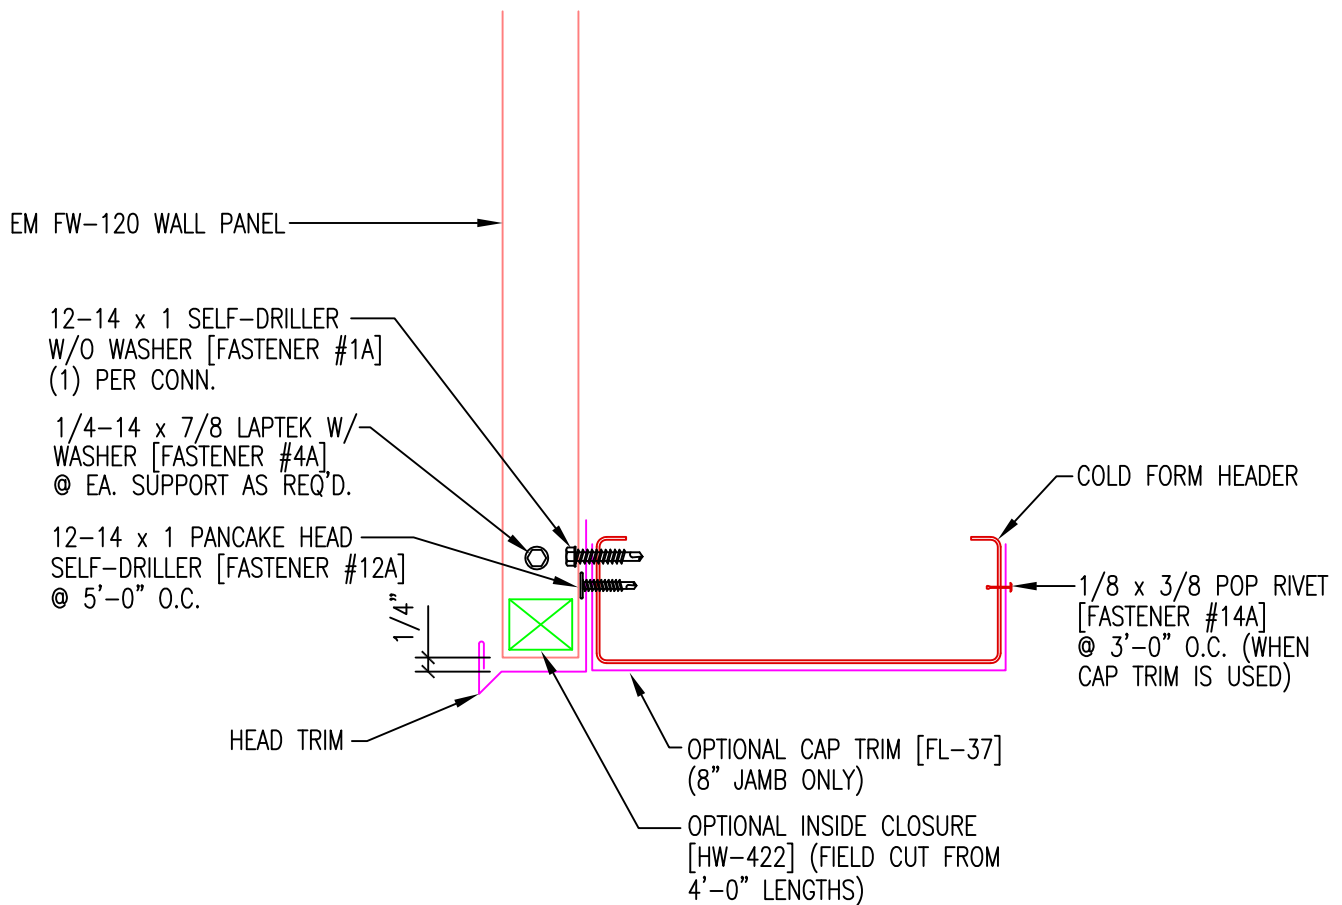 EM FW-120 WALL PANEL
12-14 x 1 SELF-DRILLER
W/O WASHER [FASTENER #1A]
(1) PER CONN.
1/4-14 x 7/8 LAPTEK W/
WASHER [FASTENER #4A]
@ EA. SUPPORT AS REQ'D.
12-14 x 1 PANCAKE HEAD
SELF-DRILLER [FASTENER #12A]
@ 5'-0" O.C.
1/4"
HEAD TRIM
COLD FORM HEADER
1/8 x 3/8 POP RIVET
[FASTENER #14A]
@ 3'-0" O.C. (WHEN
CAP TRIM IS USED)
OPTIONAL CAP TRIM [FL-37]
(8" JAMB ONLY)
OPTIONAL INSIDE CLOSURE
[HW-422] (FIELD CUT FROM
4'-0" LENGTHS)